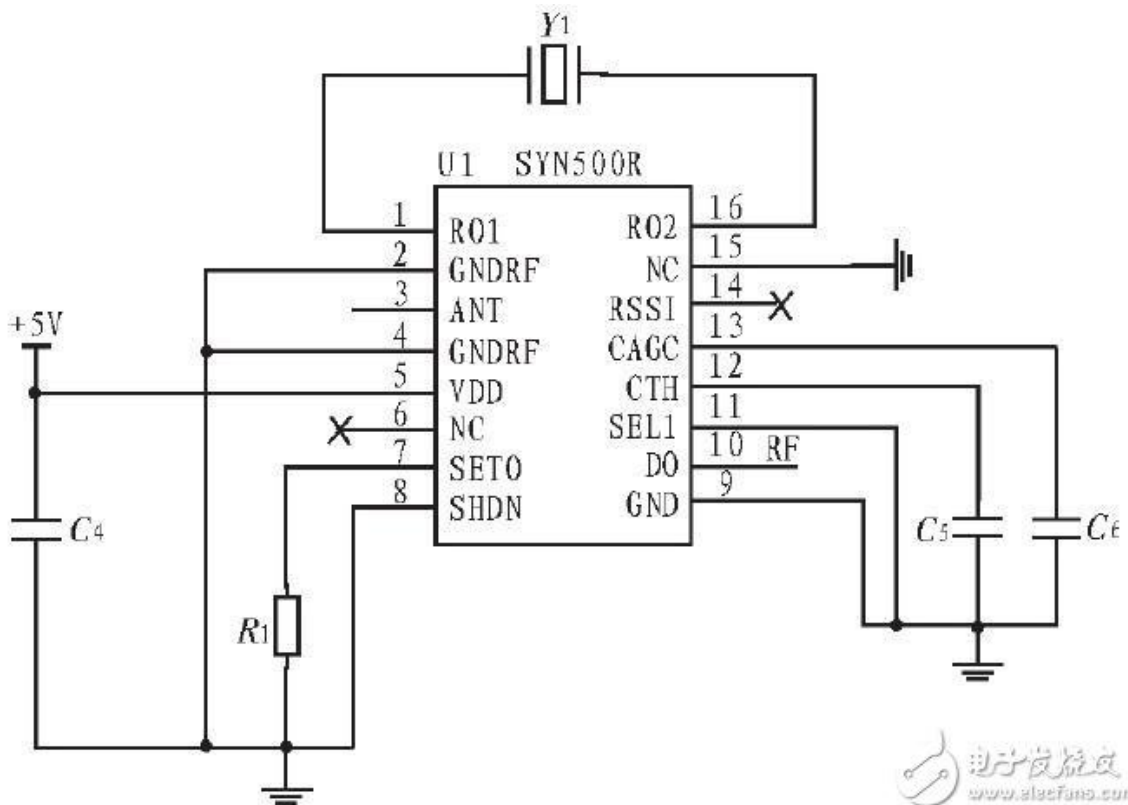 Y1
U1 SYN500R
1 RO1
2 GNDRF
3 ANT
4 GNDRF
5 VDD
6 NC
7 SETO
8 SHDN
16 RO2
15 NC
14 RSSI
13 CAGC
12 CTH
11 SEL1
10 DO RF
9 GND
+5V
C4
R1
C5
C6
电子发烧友
www.elecfans.com